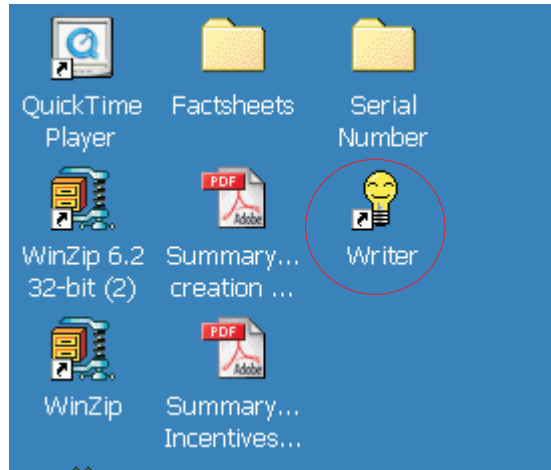 QuickTime
Player
Factsheets
Serial
Number
WinZip 6.2
32-bit (2)
PDF
Adobe
Summary...
creation ...
Writer
WinZip
PDF
Adobe
Summary...
Incentives...